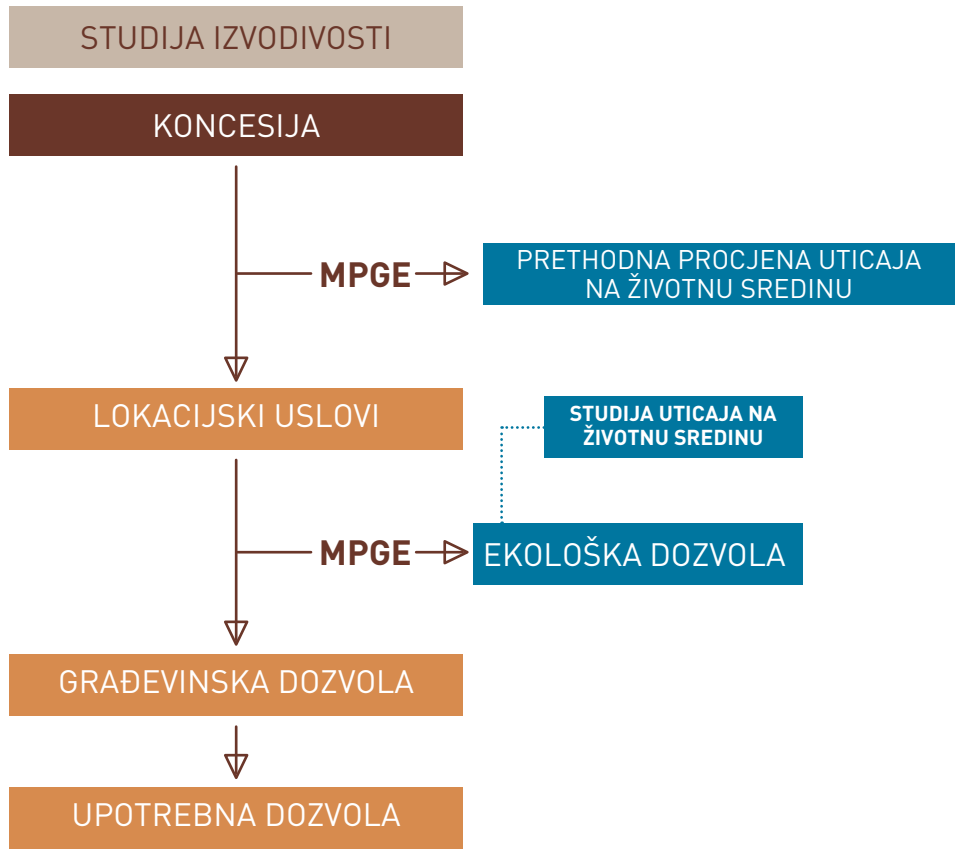 STUDIJA IZVODIVOSTI
KONCESIJA
MPGE
PRETHODNA PROCJENA UTICAJA
NA ŽIVOTNU SREDINU
LOKACIJSKI USLOVI
STUDIJA UTICAJA NA
ŽIVOTNU SREDINU
MPGE
EKOLOŠKA DOZVOLA
GRAĐEVINSKA DOZVOLA
UPOTREBNA DOZVOLA